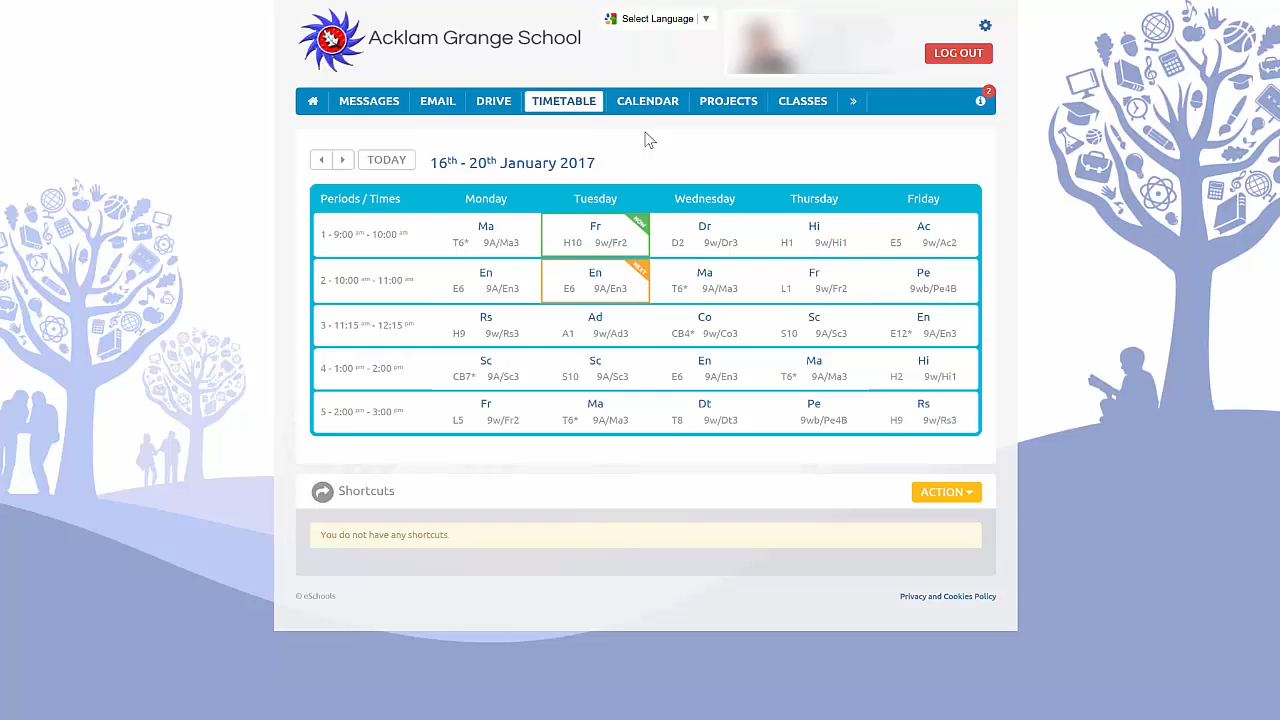 Select Language ▼
Acklam Grange School
LOG OUT
MESSAGES EMAIL DRIVE TIMETABLE CALENDAR PROJECTS CLASSES » 2
TODAY 16th - 20th January 2017
Periods / Times Monday Tuesday Wednesday Thursday Friday
Ma Fr NOW Dr Hi Ac
1 - 9:00 am - 10:00 am T6* 9A/Ma3 H10 9w/Fr2 D2 9w/Dr3 H1 9w/Hi1 E5 9w/Ac2
En En NEXT Ma Fr Pe
2 - 10:00 am - 11:00 am E6 9A/En3 E6 9A/En3 T6* 9A/Ma3 L1 9w/Fr2 9wb/Pe4B
Rs Ad Co Sc En
3 - 11:15 am - 12:15 pm H9 9w/Rs3 A1 9w/Ad3 CB4* 9w/Co3 S10 9A/Sc3 E12* 9A/En3
Sc Sc En Ma Hi
4 - 1:00 pm - 2:00 pm CB7* 9A/Sc3 S10 9A/Sc3 E6 9A/En3 T6* 9A/Ma3 H2 9w/Hi1
Fr Ma Dt Pe Rs
5 - 2:00 pm - 3:00 pm L5 9w/Fr2 T6* 9A/Ma3 T8 9w/Dt3 9wb/Pe4B H9 9w/Rs3
Shortcuts ACTION
You do not have any shortcuts.
© eSchools Privacy and Cookies Policy